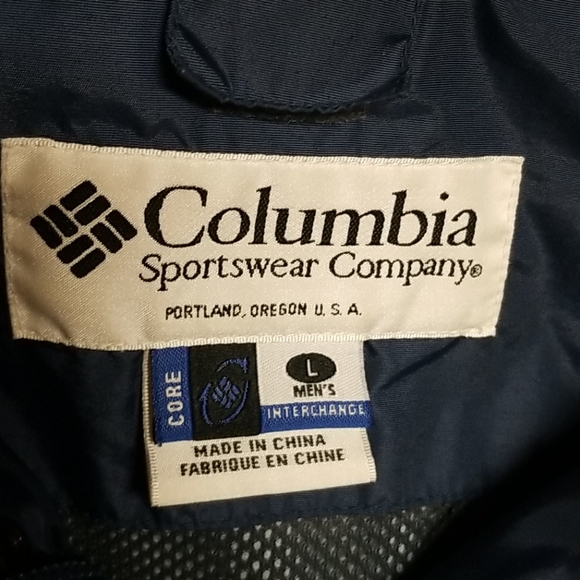 Columbia
Sportswear Company®
PORTLAND, OREGON U.S.A.
CORE
L
MEN'S
INTERCHANGE
MADE IN CHINA
FABRIQUE EN CHINE